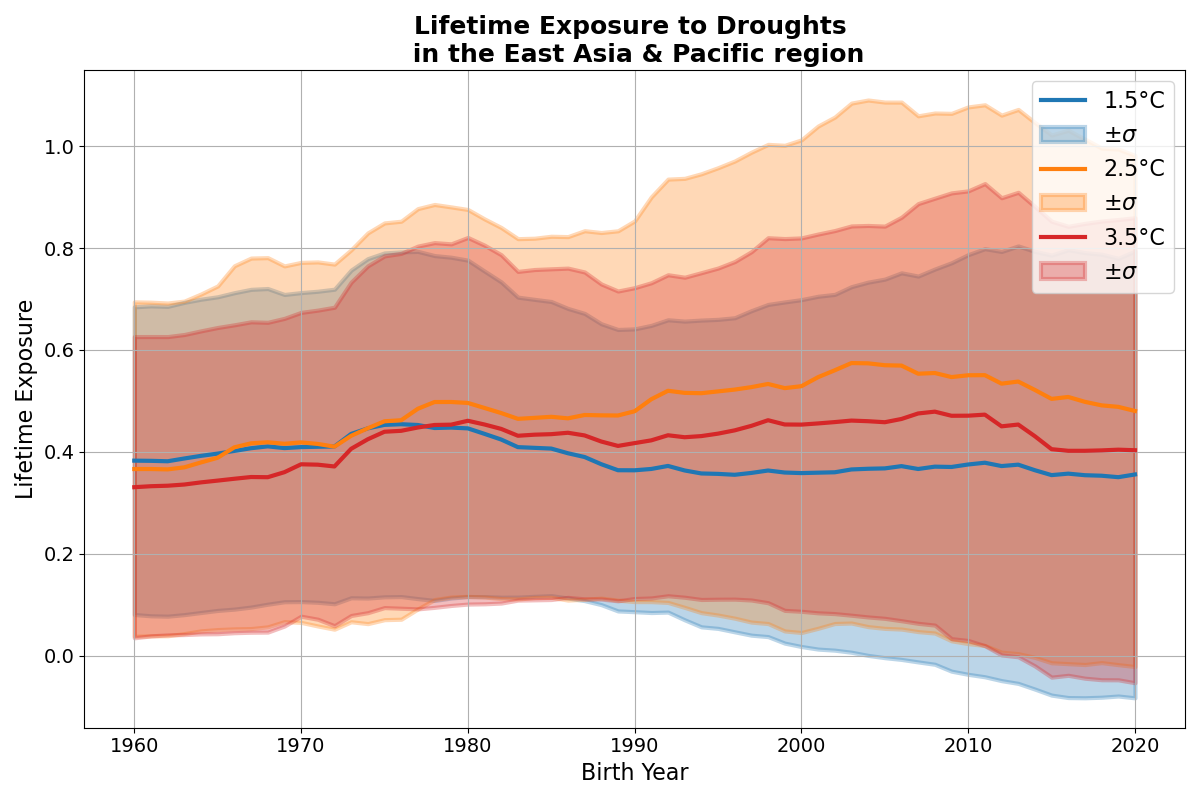 Lifetime Exposure to Droughts
in the East Asia & Pacific region
Lifetime Exposure
1.0
0.8
0.6
0.4
0.2
0.0
1960 1970 1980 1990 2000 2010 2020
Birth Year
1.5°C
±σ
2.5°C
±σ
3.5°C
±σ